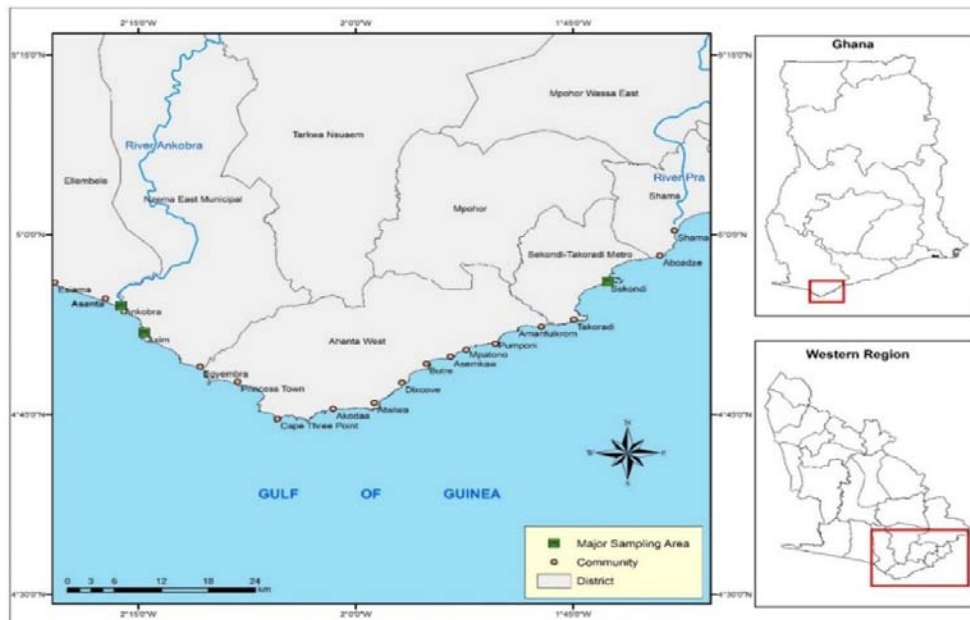 2°15'0"W
2°0'0"W
1°45'0"W
5°15'0"N
5°15'0"N
Mpohor Wassa East
River Ankobra
Tarkwa Nsuaem
Ellembele
River Pra
Shama
Nzema East Municipal
Mpohor
5°0'0"N
5°0'0"N
Shama
Sekondi-Takoradi Metro
Aboadze
Esiama
Sekondi
Asanta
Ankobra
Axim
Takoradi
Amanfulkrom
Ahanta West
Pumponi
Mpatono
Asemkaw
Butre
Egyembra
Princess Town
Dixcove
Akodaa
Cape Three Point
4°45'0"N
4°45'0"N
N
GULF OF GUINEA
Major Sampling Area
Community
District
0 3 6 12 18 24
km
4°30'0"N
4°30'0"N
2°15'0"W
2°0'0"W
1°45'0"W
Ghana
Western Region